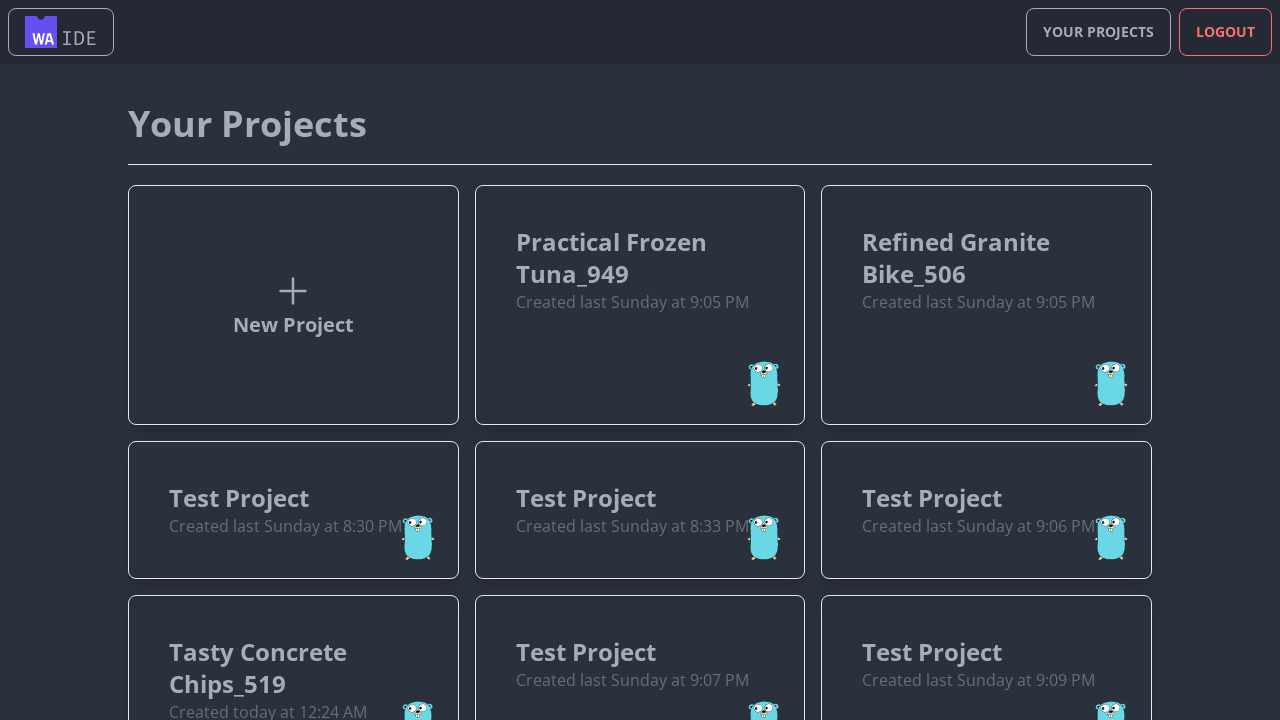 WA IDE
YOUR PROJECTS
LOGOUT
Your Projects
New Project
Practical Frozen
Tuna_949
Created last Sunday at 9:05 PM
Refined Granite
Bike_506
Created last Sunday at 9:05 PM
Test Project
Created last Sunday at 8:30 PM
Test Project
Created last Sunday at 8:33 PM
Test Project
Created last Sunday at 9:06 PM
Tasty Concrete
Chips_519
Created today at 12:24 AM
Test Project
Created last Sunday at 9:07 PM
Test Project
Created last Sunday at 9:09 PM